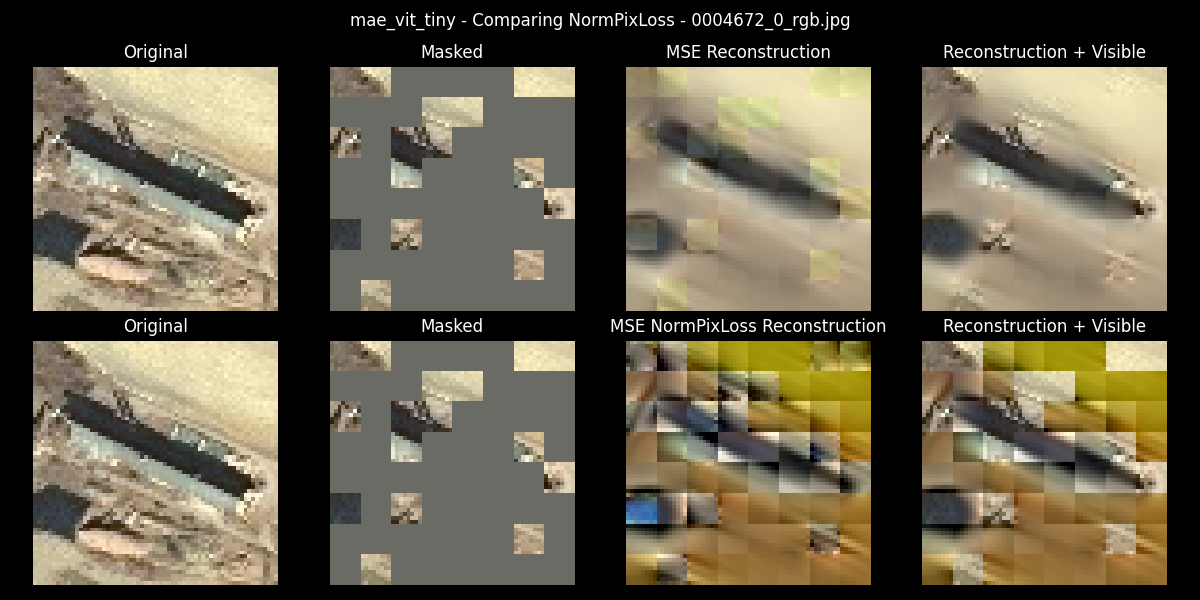 mae_vit_tiny - Comparing NormPixLoss - 0004672_0_rgb.jpg
Original
Masked
MSE Reconstruction
Reconstruction + Visible
Original
Masked
MSE NormPixLoss Reconstruction
Reconstruction + Visible